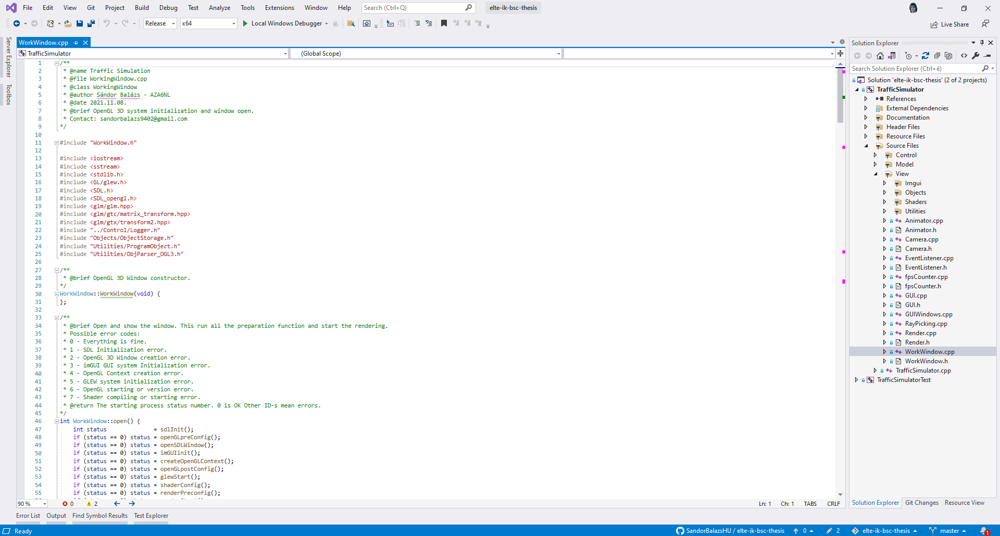 File Edit View Git Project Build Debug Test Analyze Tools Extensions Window Help Search (Ctrl+Q) elte-ik-bsc-thesis
Release x64 Local Windows Debugger Live Share
Server Explorer
Toolbox
WorkWindow.cpp
TrafficSimulator (Global Scope)
1 /**
2 * @name Traffic Simulation
3 * @file WorkingWindow.cpp
4 * @class WorkingWindow
5 * @author Sándor Balázs - AZA6NL
6 * @date 2021.11.08.
7 * @brief OpenGL 3D system initialization and window open.
8 * Contact: sandorbalazs9402@gmail.com
9 */
10
11 #include "WorkWindow.h"
12
13 #include <iostream>
14 #include <sstream>
15 #include <stdlib.h>
16 #include <GL/glew.h>
17 #include <SDL.h>
18 #include <SDL_opengl.h>
19 #include <glm/glm.hpp>
20 #include <glm/gtc/matrix_transform.hpp>
21 #include <glm/gtx/transform2.hpp>
22 #include "../Control/Logger.h"
23 #include "Objects/ObjectStorage.h"
24 #include "Utilities/ProgramObject.h"
25 #include "Utilities/ObjParser_OGL3.h"
26
27 /**
28 * @brief OpenGL 3D Window constructor.
29 */
30 WorkWindow::WorkWindow(void) {
31 };
32
33 /**
34 * @brief Open and show the window. This run all the preparation function and start the rendering.
35 * Possible error codes:
36 * 0 - Everything is fine.
37 * 1 - SDL Initialization error.
38 * 2 - OpenGL 3D Window creation error.
39 * 3 - imGUI GUI system Initialization error.
40 * 4 - OpenGL Context creation error.
41 * 5 - GLEW system initialization error.
42 * 6 - OpenGL starting or version error.
43 * 7 - Shader compiling or starting error.
44 * @return The starting process status number. 0 is OK Other ID-s mean errors.
45 */
46 int WorkWindow::open() {
47 int status = sdlInit();
48 if (status == 0) status = openGLpreConfig();
49 if (status == 0) status = openSDLWindow();
50 if (status == 0) status = imGUIinit();
51 if (status == 0) status = createOpenGLContext();
52 if (status == 0) status = openGLpostConfig();
53 if (status == 0) status = glewStart();
54 if (status == 0) status = shaderConfig();
55 if (status == 0) status = renderPreconfig();
90 % 0 2 Ln: 1 Ch: 1 TABS CRLF
Solution Explorer
Search Solution Explorer (Ctrl+é)
Solution 'elte-ik-bsc-thesis' (2 of 2 projects)
TrafficSimulator
References
External Dependencies
Documentation
Header Files
Resource Files
Source Files
Control
Model
View
Imgui
Objects
Shaders
Utilities
Animator.cpp
Animator.h
Camera.cpp
Camera.h
EventListener.cpp
EventListener.h
fpsCounter.cpp
fpsCounter.h
GUI.cpp
GUI.h
GUIWindows.cpp
RayPicking.cpp
Render.cpp
Render.h
WorkWindow.cpp
WorkWindow.h
TrafficSimulator.cpp
TrafficSimulatorTest
Solution Explorer Git Changes Resource View
Error List Output Find Symbol Results Test Explorer
Ready SandorBalazsHU / elte-ik-bsc-thesis 0 2 elte-ik-bsc-thesis master 1